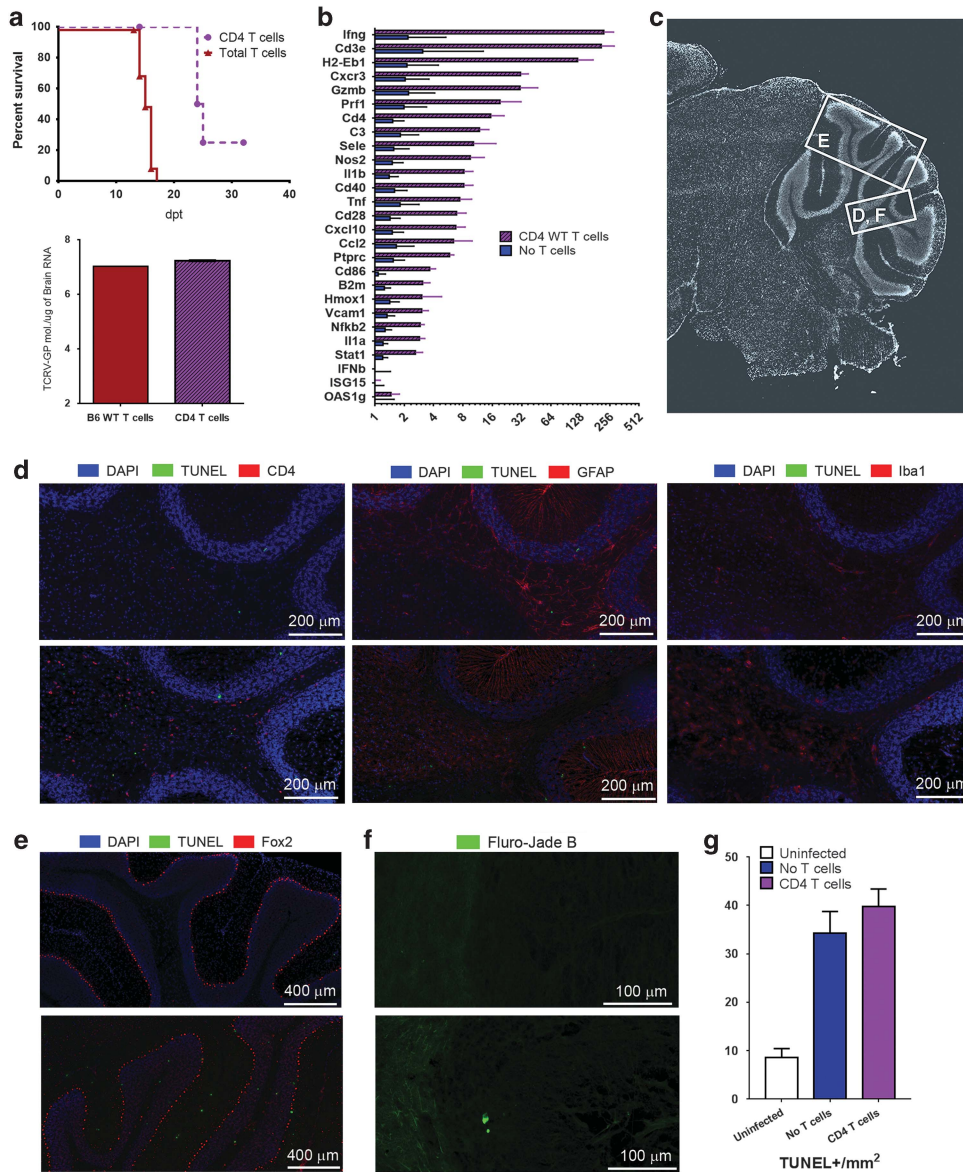 a
Percent survival
100
80
60
40
20
0
0 10 20 30 40
dpt
CD4 T cells
Total T cells
TCRV-GP mol./ug of Brain RNA
8
6
4
2
B6 WT T cells CD4 T cells
b
Ifng
Cd3e
H2-Eb1
Cxcr3
Gzmb
Prf1
Cd4
C3
Sele
Nos2
Il1b
Cd40
Tnf
Cd28
Cxcl10
Ccl2
Ptprc
Cd86
B2m
Hmox1
Vcam1
Nfkb2
Il1a
Stat1
IFNb
ISG15
OAS1g
CD4 WT T cells
No T cells
1 2 4 8 16 32 64 128 256 512
c
E
D, F
d
DAPI TUNEL CD4
DAPI TUNEL GFAP
DAPI TUNEL Iba1
200 μm 200 μm 200 μm
200 μm 200 μm 200 μm
e
DAPI TUNEL Fox2
400 μm
400 μm
f
Fluro-Jade B
100 μm
100 μm
g
Uninfected
No T cells
CD4 T cells
50
40
30
20
10
0
Uninfected No T cells CD4 T cells
TUNEL+/mm²